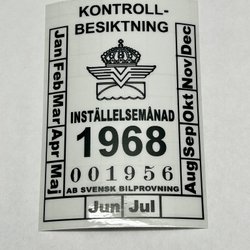 KONTROLL-
BESIKTNING
Jan Feb Mar Apr Maj
INSTÄLLELSEMÅNAD
1968
001956
AB SVENSK BILPROVNING
Jun Jul
Aug Sep Okt Nov Dec